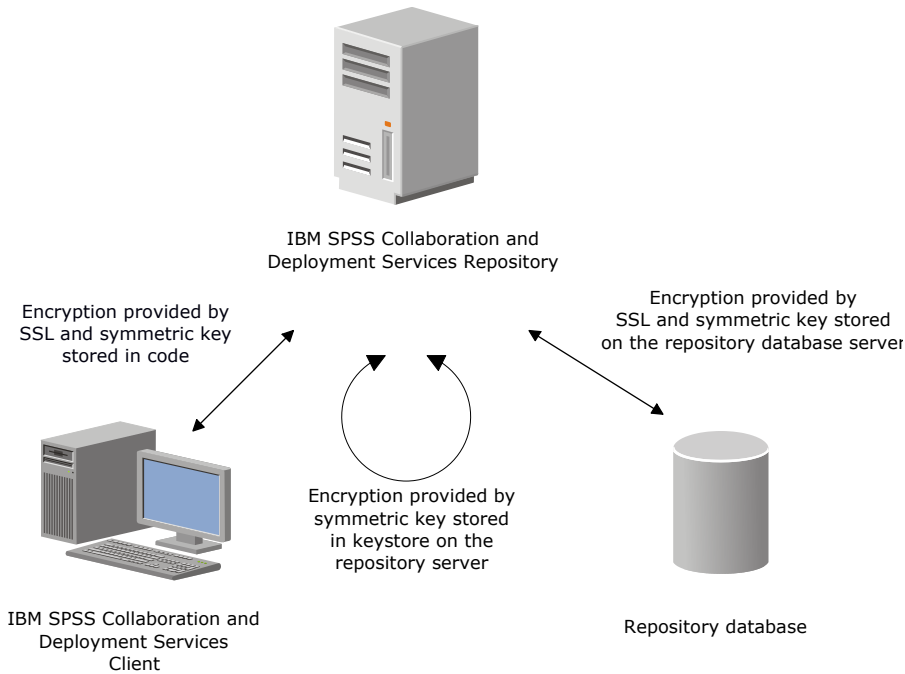 IBM SPSS Collaboration and
Deployment Services Repository
Encryption provided by
SSL and symmetric key
stored in code
Encryption provided by
SSL and symmetric key stored
on the repository database server
Encryption provided by
symmetric key stored
in keystore on the
repository server
IBM SPSS Collaboration and
Deployment Services
Client
Repository database